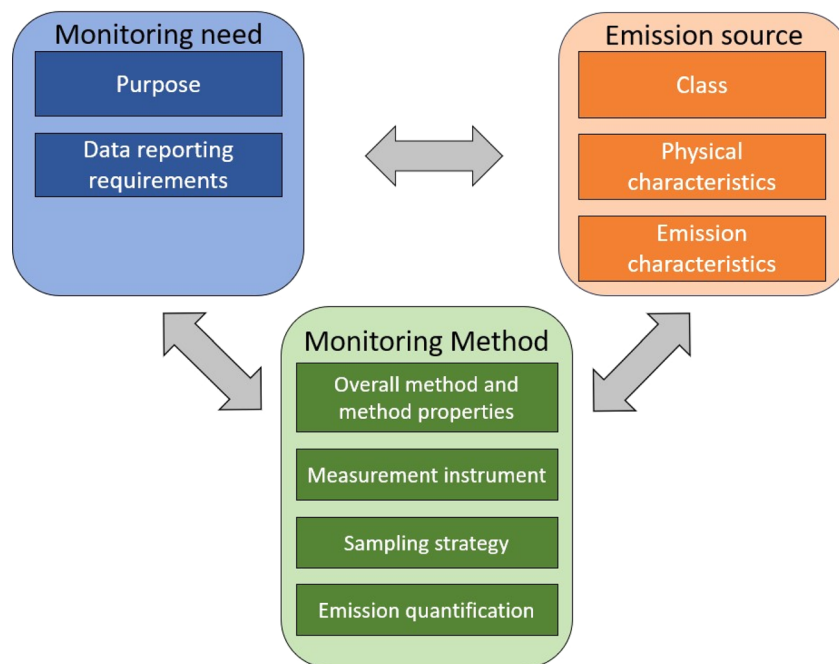 Monitoring need
Purpose
Data reporting
requirements
Emission source
Class
Physical
characteristics
Emission
characteristics
Monitoring Method
Overall method and
method properties
Measurement instrument
Sampling strategy
Emission quantification